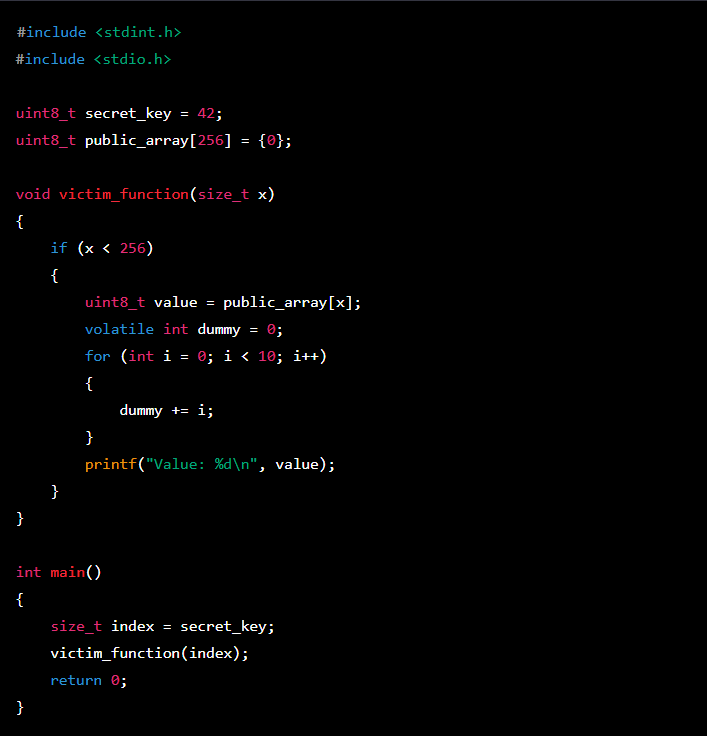 #include <stdint.h>
#include <stdio.h>

uint8_t secret_key = 42;
uint8_t public_array[256] = {0};

void victim_function(size_t x)
{
    if (x < 256)
    {
        uint8_t value = public_array[x];
        volatile int dummy = 0;
        for (int i = 0; i < 10; i++)
        {
            dummy += i;
        }
        printf("Value: %d\n", value);
    }
}

int main()
{
    size_t index = secret_key;
    victim_function(index);
    return 0;
}